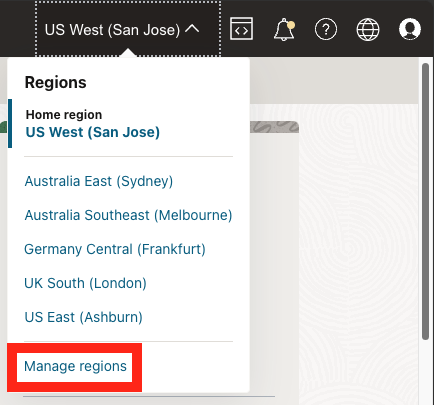 US West (San Jose)
Regions
Home region
US West (San Jose)
Australia East (Sydney)
Australia Southeast (Melbourne)
Germany Central (Frankfurt)
UK South (London)
US East (Ashburn)
Manage regions